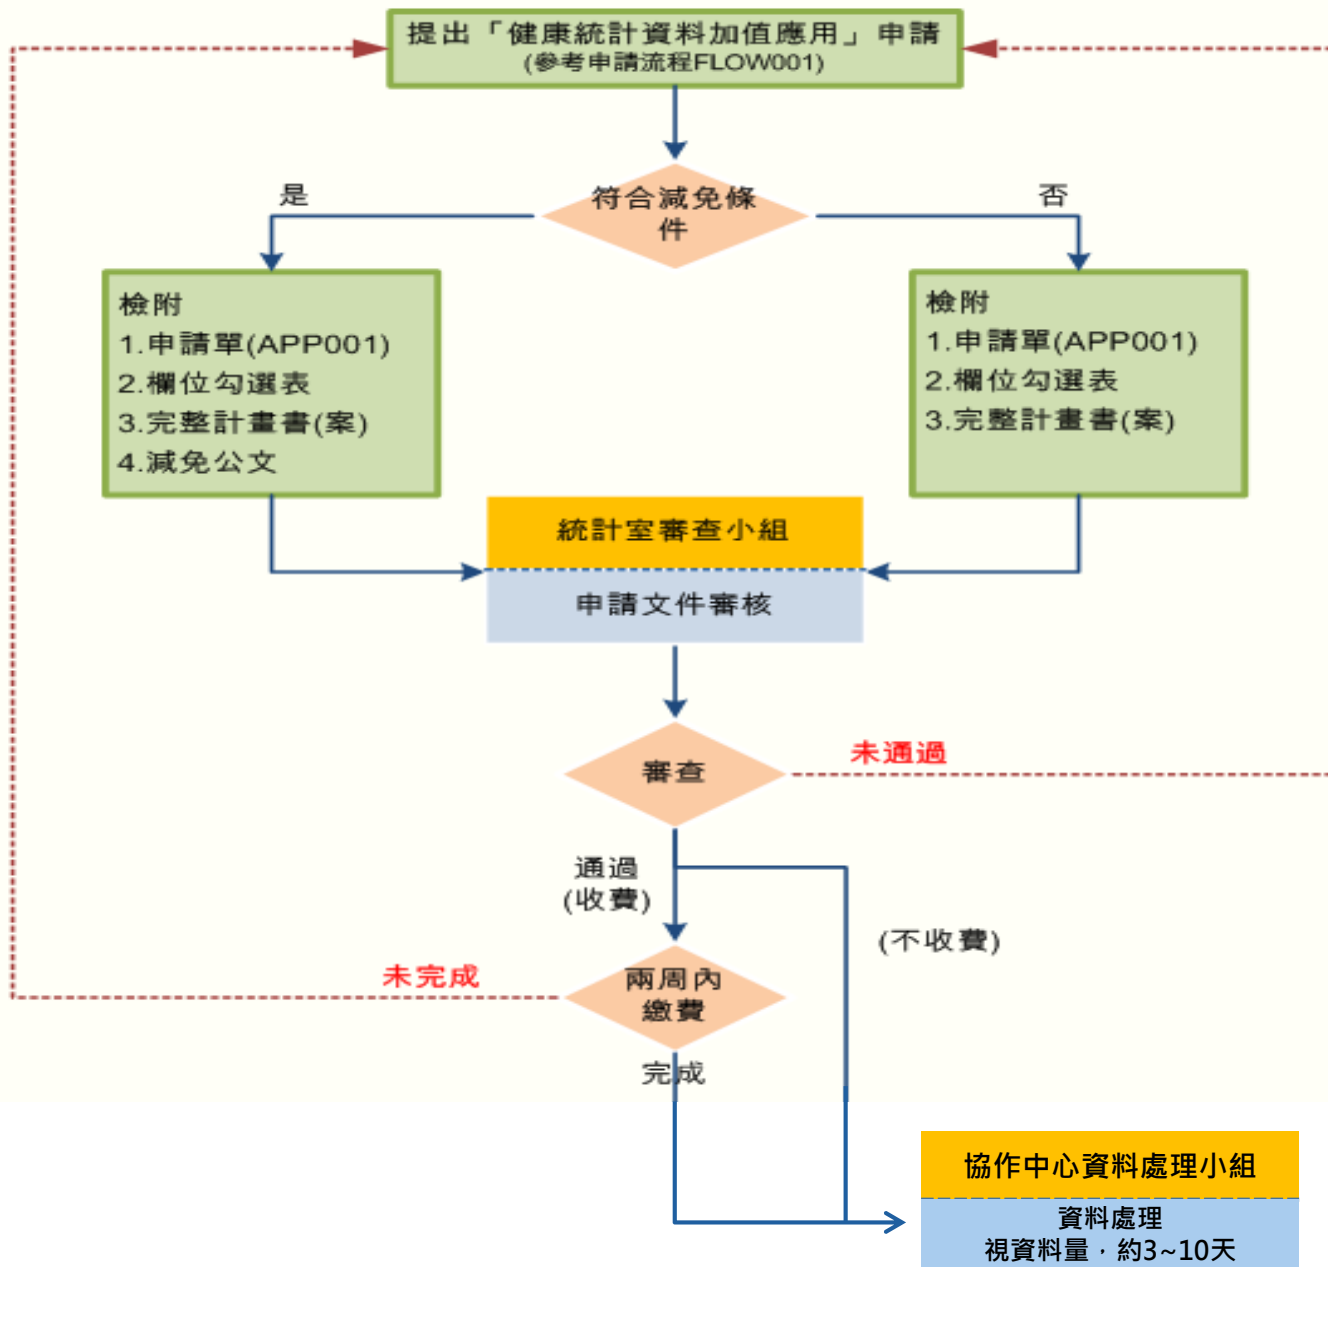 提出「健康統計資料加值應用」申請
(參考申請流程FLOW001)
符合減免條
件
是
否
檢附
1.申請單(APP001)
2.欄位勾選表
3.完整計畫書(案)
4.減免公文
檢附
1.申請單(APP001)
2.欄位勾選表
3.完整計畫書(案)
統計室審查小組
申請文件審核
審查
未通過
通過
(收費)
(不收費)
未完成
兩周內
繳費
完成
協作中心資料處理小組
資料處理
視資料量，約3~10天